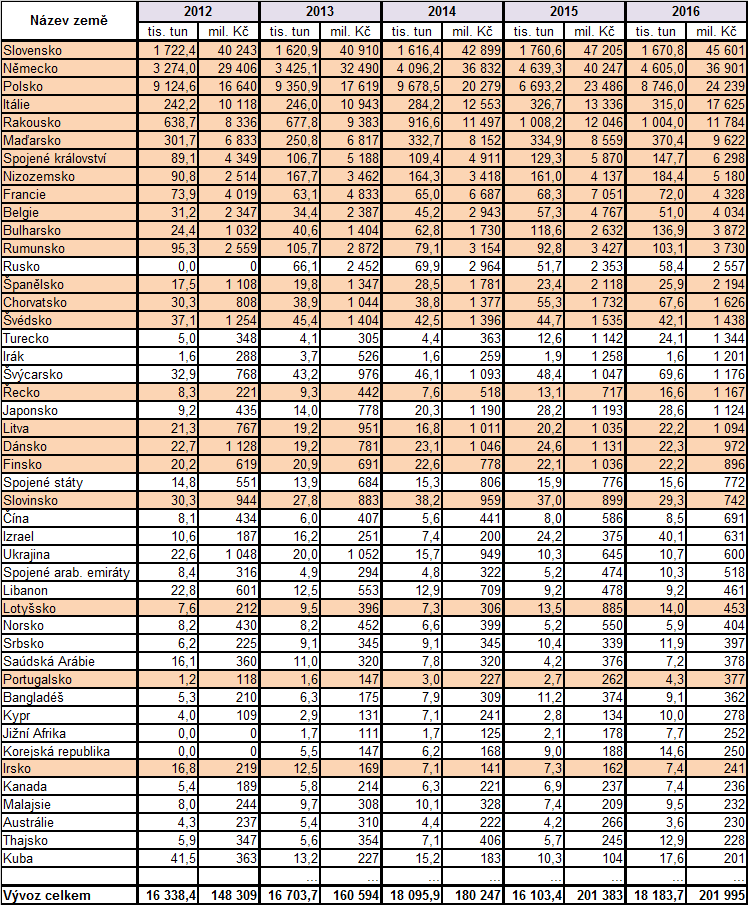 Název země 2012 2013 2014 2015 2016
tis. tun mil. Kč tis. tun mil. Kč tis. tun mil. Kč tis. tun mil. Kč tis. tun mil. Kč
Slovensko 1 722,4 40 243 1 620,9 40 910 1 616,4 42 899 1 760,6 47 205 1 670,8 45 601
Německo 3 274,0 29 406 3 425,1 32 490 4 096,2 36 832 4 639,3 40 247 4 605,0 36 901
Polsko 9 124,6 16 640 9 350,9 17 619 9 678,5 20 279 6 693,2 23 486 8 746,0 24 239
Itálie 242,2 10 118 246,0 10 943 284,2 12 553 326,7 13 336 315,0 17 625
Rakousko 638,7 8 336 677,8 9 383 916,6 11 497 1 008,2 12 046 1 004,0 11 784
Maďarsko 301,7 6 833 250,8 6 817 332,7 8 152 334,9 8 559 370,4 9 622
Spojené království 89,1 4 349 106,7 5 188 109,4 4 911 129,3 5 870 147,7 6 298
Nizozemsko 90,8 2 514 167,7 3 462 164,3 3 418 161,0 4 137 184,4 5 180
Francie 73,9 4 019 63,1 4 833 65,0 6 687 68,3 7 051 72,0 4 328
Belgie 31,2 2 347 34,4 2 387 45,2 2 943 57,3 4 767 51,0 4 034
Bulharsko 24,4 1 032 40,6 1 404 62,8 1 730 118,6 2 632 136,9 3 872
Rumunsko 95,3 2 559 105,7 2 872 79,1 3 154 92,8 3 427 103,1 3 730
Rusko 0,0 0 66,1 2 452 69,9 2 964 51,7 2 353 58,4 2 557
Španělsko 17,5 1 108 19,8 1 347 28,5 1 781 23,4 2 118 25,9 2 194
Chorvatsko 30,3 808 38,9 1 044 38,8 1 377 55,3 1 732 67,6 1 626
Švédsko 37,1 1 254 45,4 1 404 42,5 1 396 44,7 1 535 42,1 1 438
Turecko 5,0 348 4,1 305 4,4 363 12,6 1 142 24,1 1 344
Irák 1,6 288 3,7 526 1,6 259 1,9 1 258 1,6 1 201
Švýcarsko 32,9 768 43,2 976 46,1 1 093 48,4 1 047 69,6 1 176
Řecko 8,3 221 9,3 442 7,6 518 13,1 717 16,6 1 167
Japonsko 9,2 435 14,0 778 20,3 1 190 28,2 1 193 28,6 1 124
Litva 21,3 767 19,2 951 16,8 1 011 20,2 1 035 22,2 1 094
Dánsko 22,7 1 128 19,2 781 23,1 1 046 24,6 1 131 22,3 972
Finsko 20,2 619 20,9 691 22,6 778 22,1 1 036 22,2 896
Spojené státy 14,8 551 13,9 684 15,3 806 15,9 776 15,6 772
Slovinsko 30,3 944 27,8 883 38,2 959 37,0 899 29,3 742
Čína 8,1 434 6,0 407 5,6 441 8,0 586 8,5 691
Izrael 10,6 187 16,2 251 7,4 200 24,2 375 40,1 631
Ukrajina 22,6 1 048 20,0 1 052 15,7 949 10,3 645 10,7 600
Spojené arab. emiráty 8,4 316 4,9 294 4,8 322 5,2 474 10,3 518
Libanon 22,8 601 12,5 553 12,9 709 9,2 478 9,2 461
Lotyšsko 7,6 212 9,5 396 7,3 306 13,5 885 14,0 453
Norsko 8,2 430 8,2 452 6,6 399 5,2 550 5,9 404
Srbsko 6,2 225 9,1 345 9,1 345 10,4 339 11,9 397
Saúdská Arábie 16,1 360 11,0 320 7,8 320 4,2 376 7,2 378
Portugalsko 1,2 118 1,6 147 3,0 227 2,7 262 4,3 377
Bangladéš 5,3 210 6,3 175 7,9 309 11,2 374 9,1 362
Kypr 4,0 109 2,9 131 7,1 241 2,8 134 10,0 278
Jižní Afrika 0,0 0 1,7 111 1,7 125 2,1 178 7,7 252
Korejská republika 0,0 0 5,5 147 6,2 168 9,0 188 14,6 250
Irsko 16,8 219 12,5 169 7,1 141 7,3 162 7,4 241
Kanada 5,4 189 5,8 214 6,3 221 6,9 237 7,4 236
Malajsie 8,0 244 9,7 308 10,1 328 7,4 209 9,5 232
Austrálie 4,3 237 5,4 310 4,4 222 4,2 266 3,6 230
Thajsko 5,9 347 5,6 354 7,1 406 5,7 245 12,9 228
Kuba 41,5 363 13,2 227 15,2 183 10,3 104 17,6 201
... ... ... ... ... ... ... ...
Vývoz celkem 16 338,4 148 309 16 703,7 160 594 18 095,9 180 247 16 103,4 201 383 18 183,7 201 995